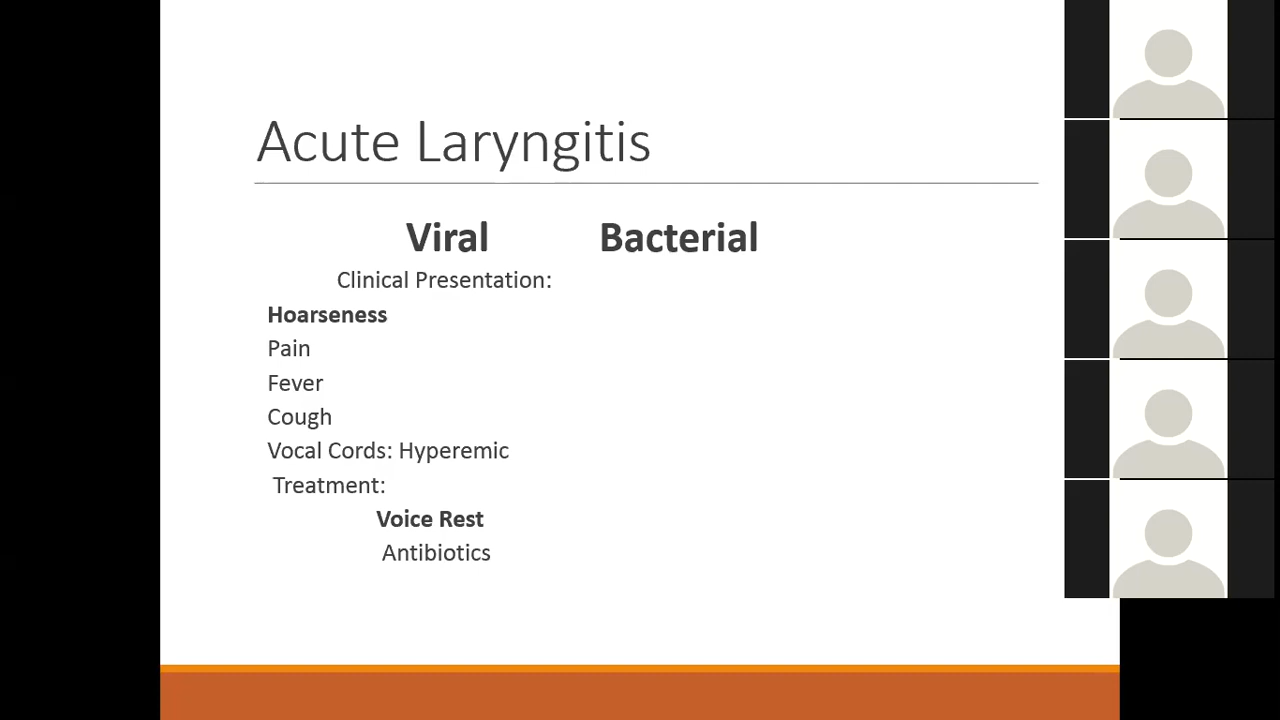 Acute Laryngitis
Viral Bacterial
Clinical Presentation:
Hoarseness
Pain
Fever
Cough
Vocal Cords: Hyperemic
Treatment:
Voice Rest
Antibiotics